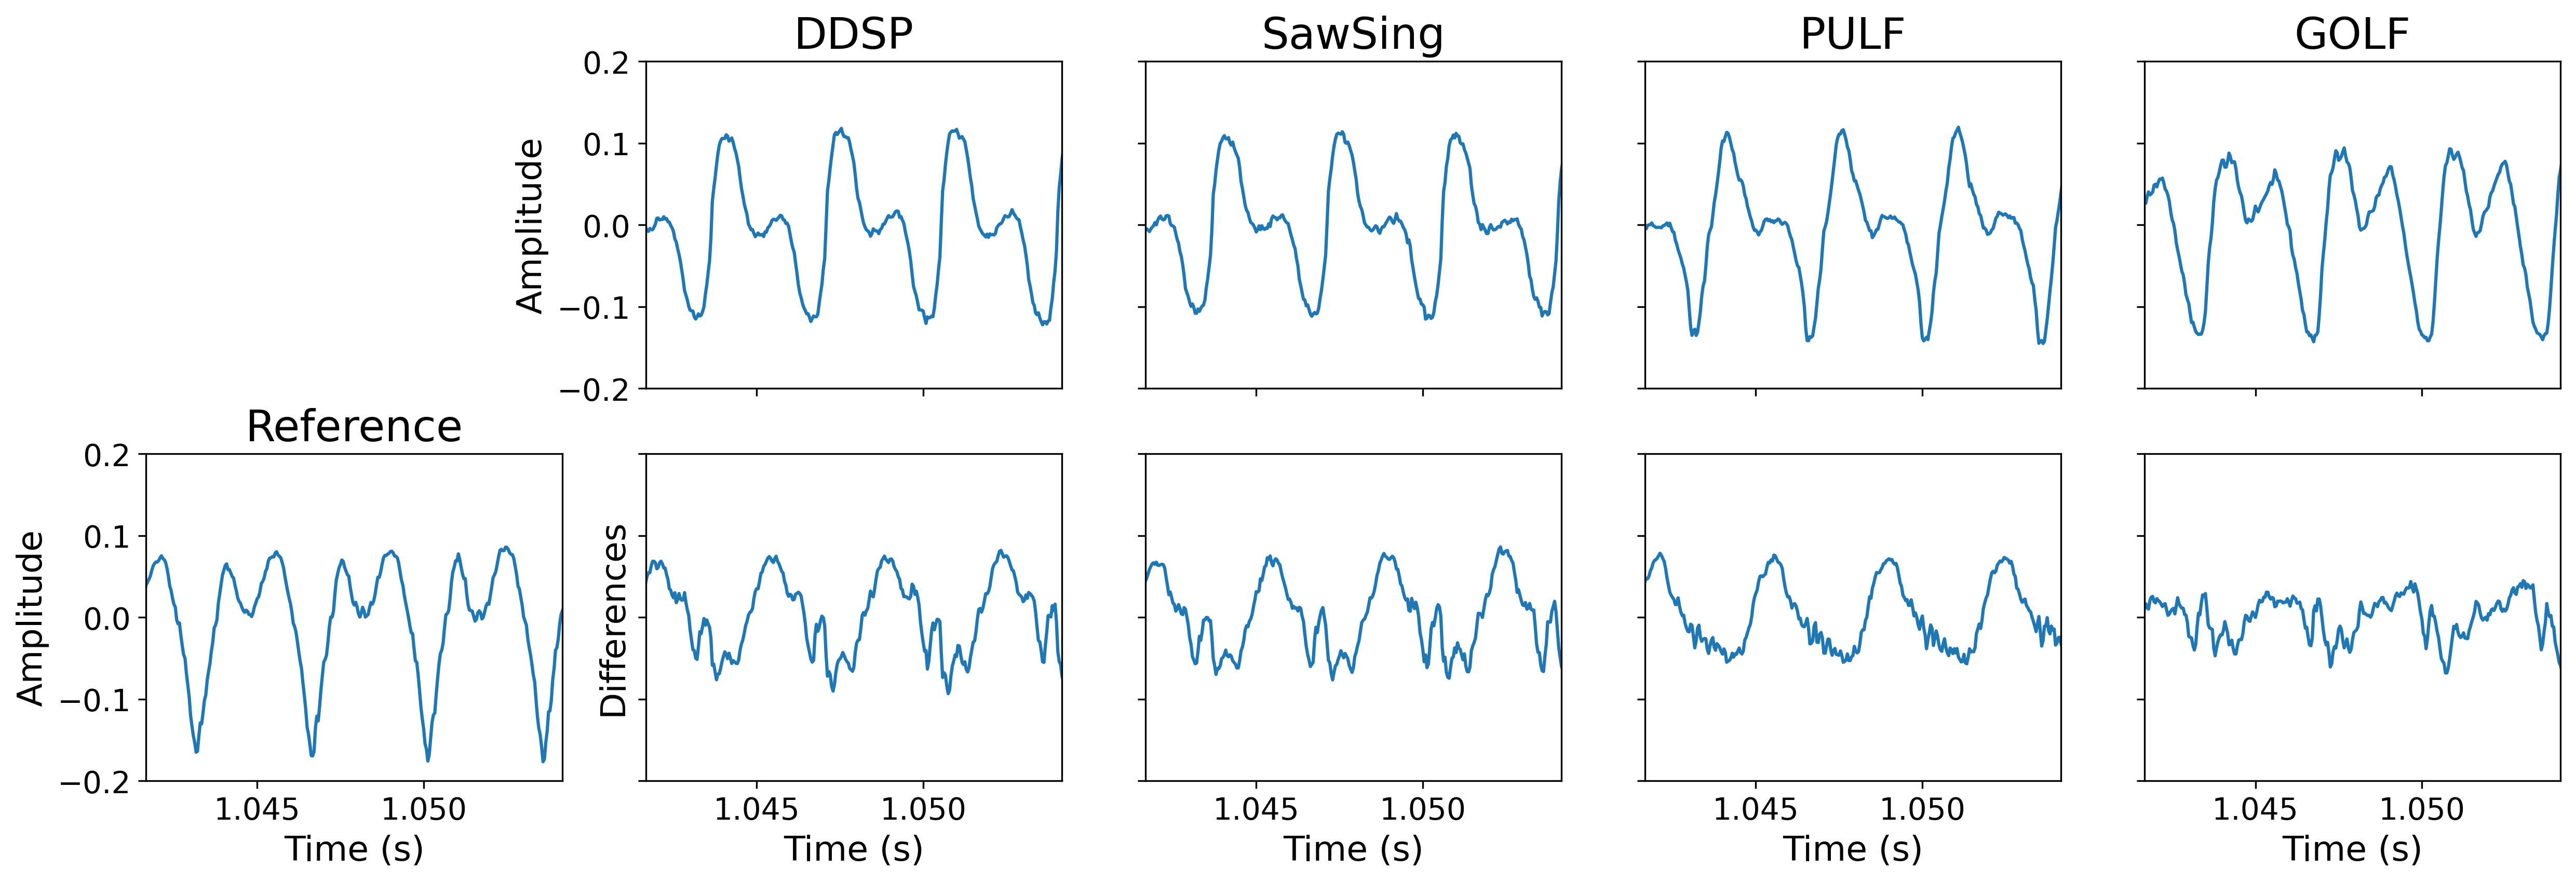 DDSP SawSing PULF GOLF
0.2
0.1
0.0
−0.1
−0.2
Amplitude
Reference
0.2
0.1
0.0
−0.1
−0.2
Amplitude
Differences
1.045 1.050 1.045 1.050 1.045 1.050 1.045 1.050 1.045 1.050
Time (s) Time (s) Time (s) Time (s) Time (s)